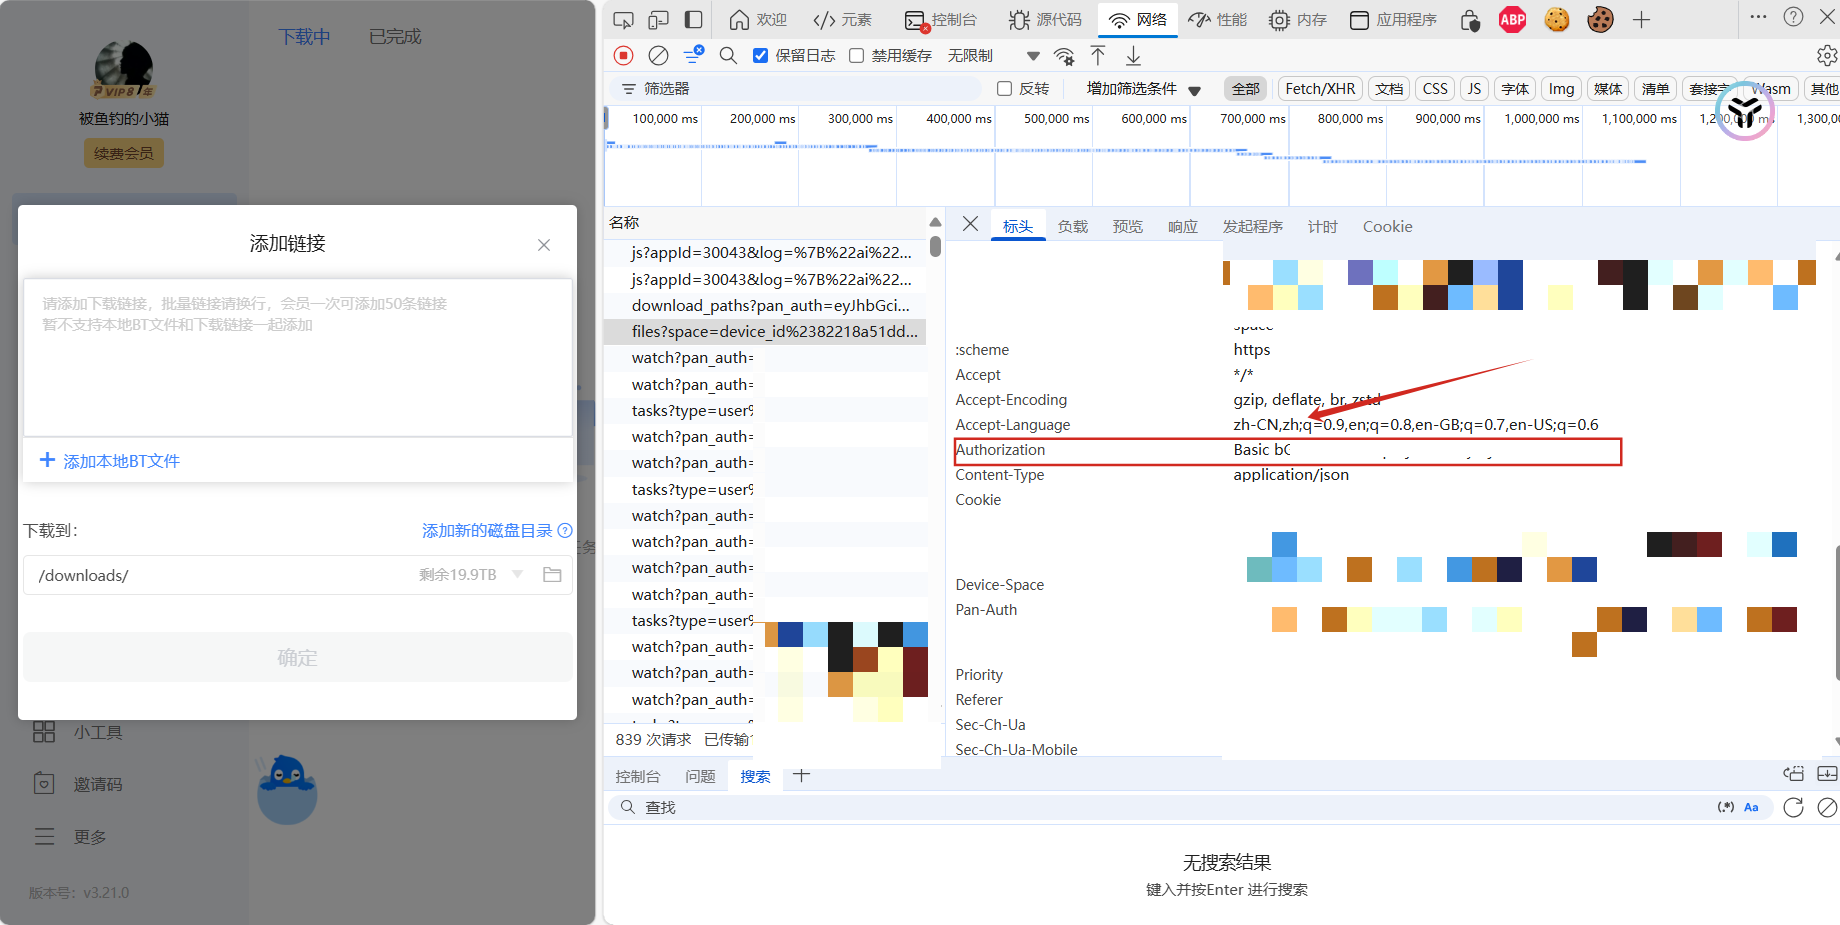 下载中
已完成
VIP8 年
被鱼钓的小猫
续费会员
添加链接
请添加下载链接，批量链接请换行，会员一次可添加50条链接
暂不支持本地BT文件和下载链接一起添加
添加本地BT文件
下载到：
添加新的磁盘目录
/downloads/
剩余19.9TB
确定
小工具
邀请码
更多
版本号：v3.21.0
欢迎
元素
控制台
源代码
网络
性能
内存
应用程序
ABP
保留日志
禁用缓存
无限制
筛选器
反转
增加筛选条件
全部
Fetch/XHR
文档
CSS
JS
字体
Img
媒体
清单
套接字
Wasm
其他
100,000 ms
200,000 ms
300,000 ms
400,000 ms
500,000 ms
600,000 ms
700,000 ms
800,000 ms
900,000 ms
1,000,000 ms
1,100,000 ms
1,200,000 ms
1,300,
名称
js?appId=30043&log=%7B%22ai%22...
js?appId=30043&log=%7B%22ai%22...
download_paths?pan_auth=eyJhbGci...
files?space=device_id%2382218a51dd...
watch?pan_auth=
watch?pan_auth=
tasks?type=user%
watch?pan_auth=
watch?pan_auth=
tasks?type=user%
watch?pan_auth=
watch?pan_auth=
watch?pan_auth=
watch?pan_auth=
tasks?type=user%
watch?pan_auth=
watch?pan_auth=
watch?pan_auth=
839 次请求
已传输
标头
负载
预览
响应
发起程序
计时
Cookie
space
:scheme
https
Accept
*/*
Accept-Encoding
gzip, deflate, br, zstd
Accept-Language
zh-CN,zh;q=0.9,en;q=0.8,en-GB;q=0.7,en-US;q=0.6
Authorization
Basic
Content-Type
application/json
Cookie
Device-Space
Pan-Auth
Priority
Referer
Sec-Ch-Ua
Sec-Ch-Ua-Mobile
控制台
问题
搜索
查找
(.*)
Aa
无搜索结果
键入并按Enter 进行搜索